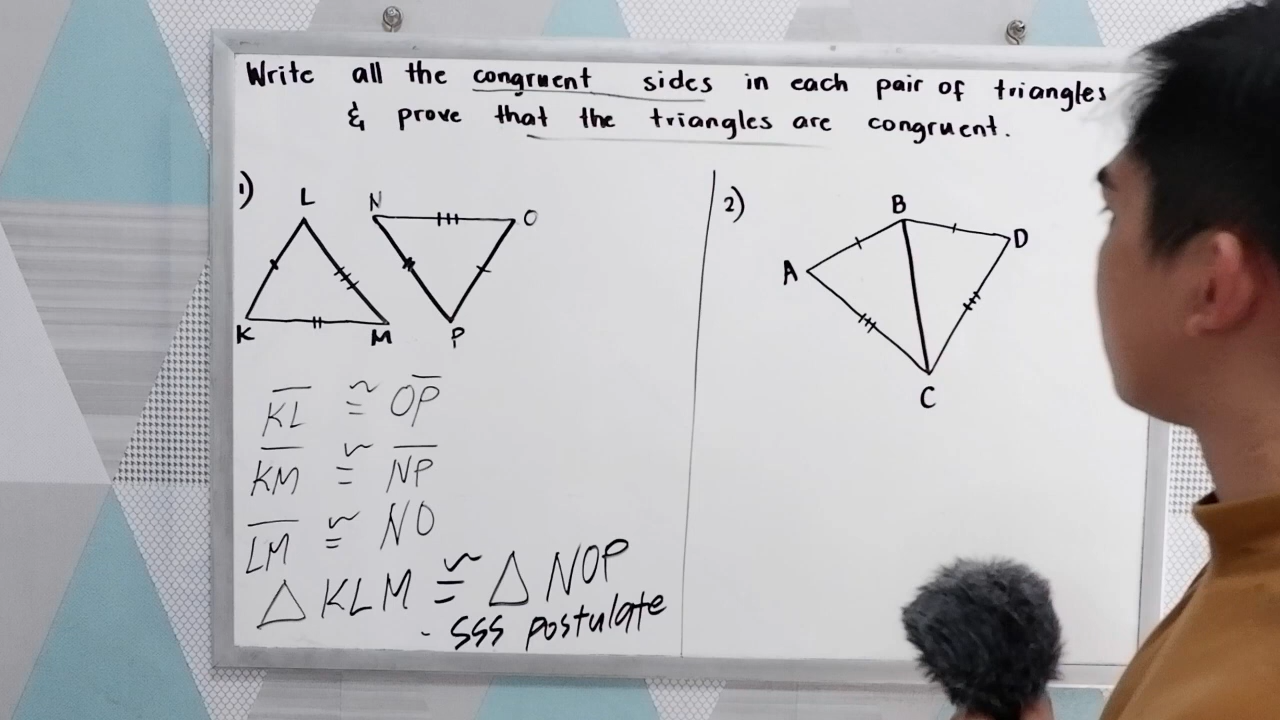 Write all the congruent sides in each pair of triangles
& prove that the triangles are congruent.
1)
L
N
O
K
M
P
KL ≅ OP
KM ≅ NP
LM ≅ NO
△ KLM ≅ △ NOP
- SSS postulate
2)
B
D
A
C